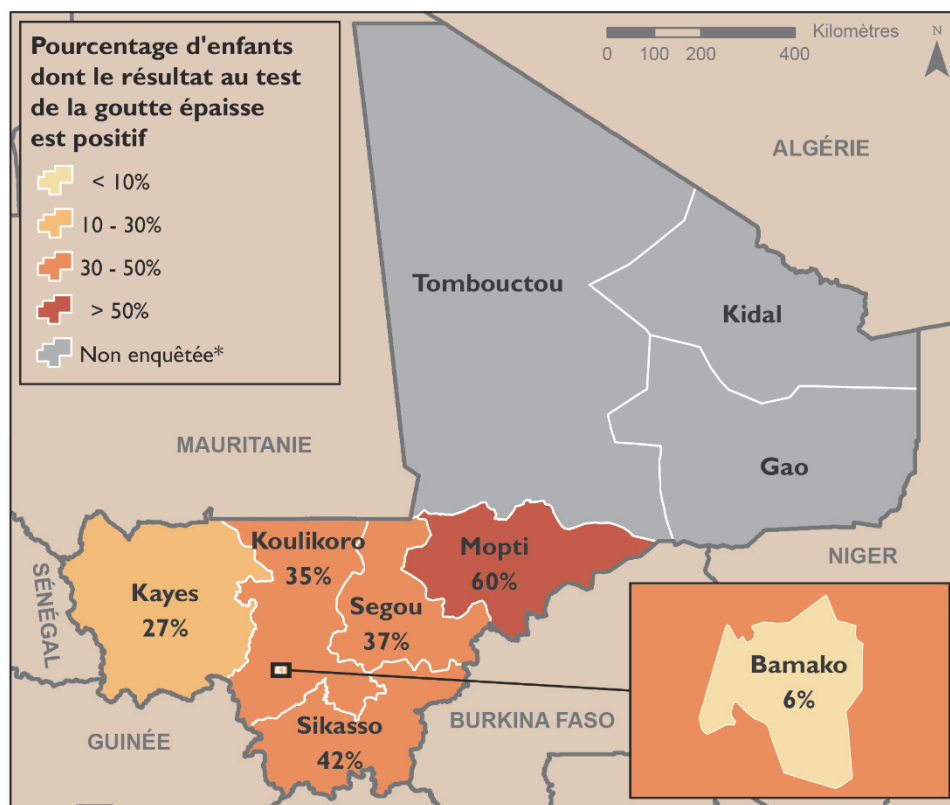 Pourcentage d'enfants
dont le résultat au test
de la goutte épaisse
est positif
< 10%
10 - 30%
30 - 50%
> 50%
Non enquêtée*
Kilomètres
0 100 200 400
N
ALGÉRIE
Tombouctou
Kidal
MAURITANIE
Gao
Koulikoro
35%
Mopti
60%
NIGER
SÉNÉGAL
Kayes
27%
Segou
37%
Bamako
6%
Sikasso
42%
BURKINA FASO
GUINÉE